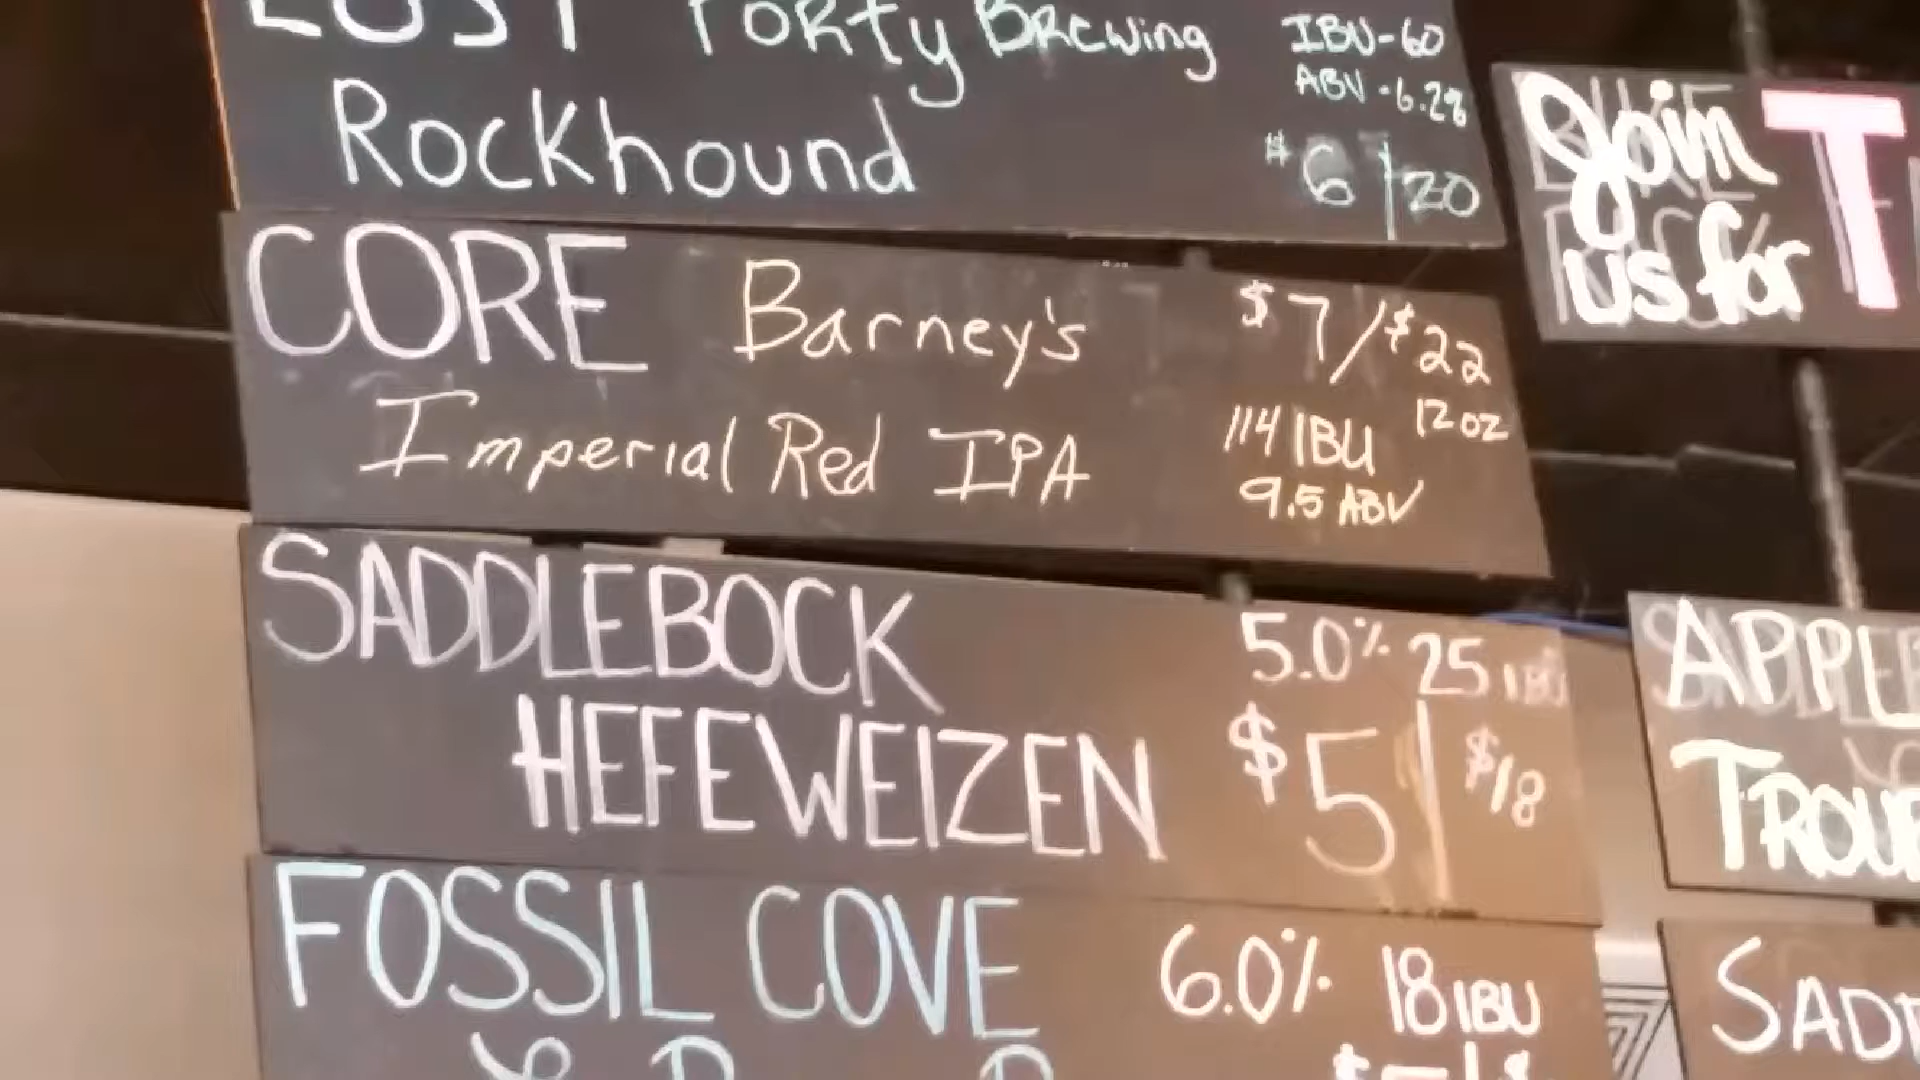 LOST FORTY BREWING IBU-60
ABV-6.2%
Rockhound $6/20
CORE Barney's $7/$22
12oz
Imperial Red IPA 114 IBU
9.5 ABV
SADDLEBOCK 5.0% 25 IBU
HEFEWEIZEN $5/$18
FOSSIL COVE 6.0% 18 IBU
Join
us for
T
APPL
TROU
SADD